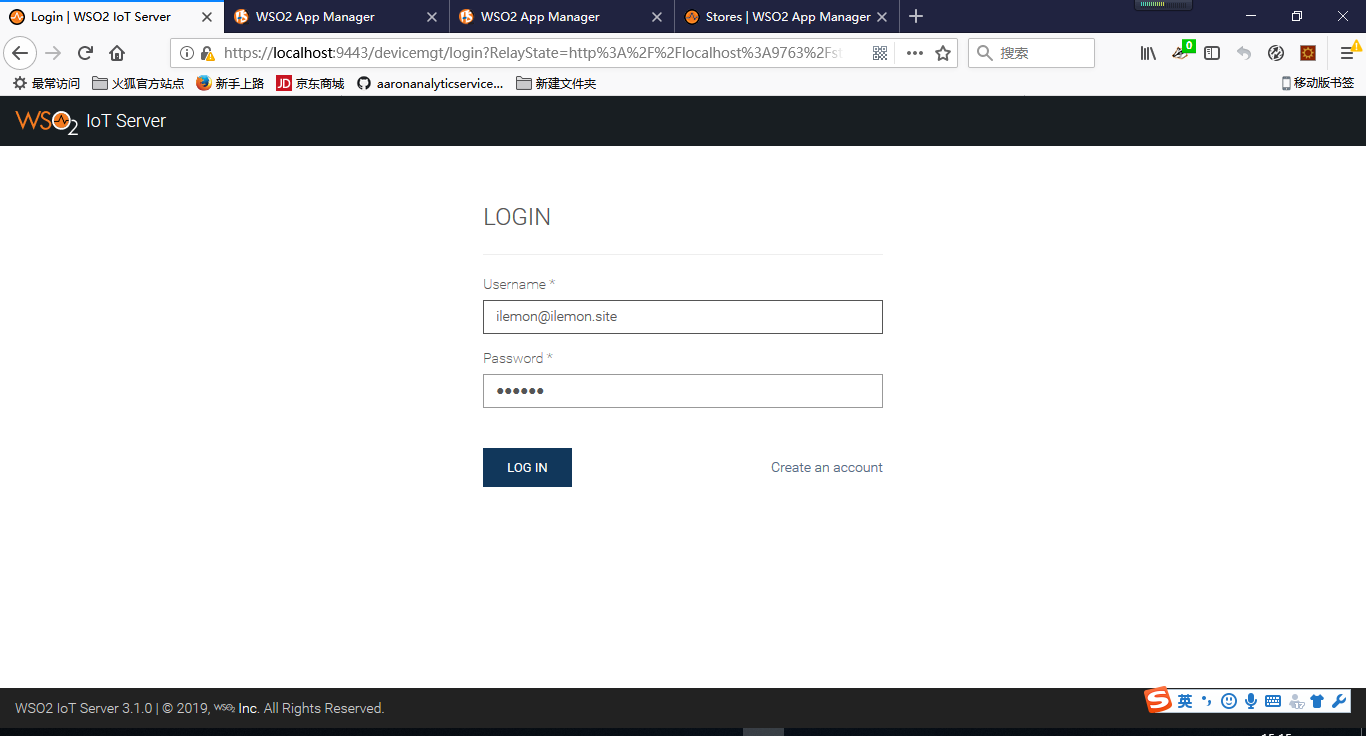 Login | WSO2 IoT Server
WSO2 App Manager
WSO2 App Manager
Stores | WSO2 App Manager
https://localhost:9443/devicemgt/login?RelayState=http%3A%2F%2Flocalhost%3A9763%2Fst
搜索
0
最常访问
火狐官方站点
新手上路
JD 京东商城
aaronanalyticservice...
新建文件夹
移动版书签
WSO2 IoT Server
LOGIN
Username *
ilemon@ilemon.site
Password *
LOG IN
Create an account
WSO2 IoT Server 3.1.0 | © 2019, WSO2 Inc. All Rights Reserved.
S 英